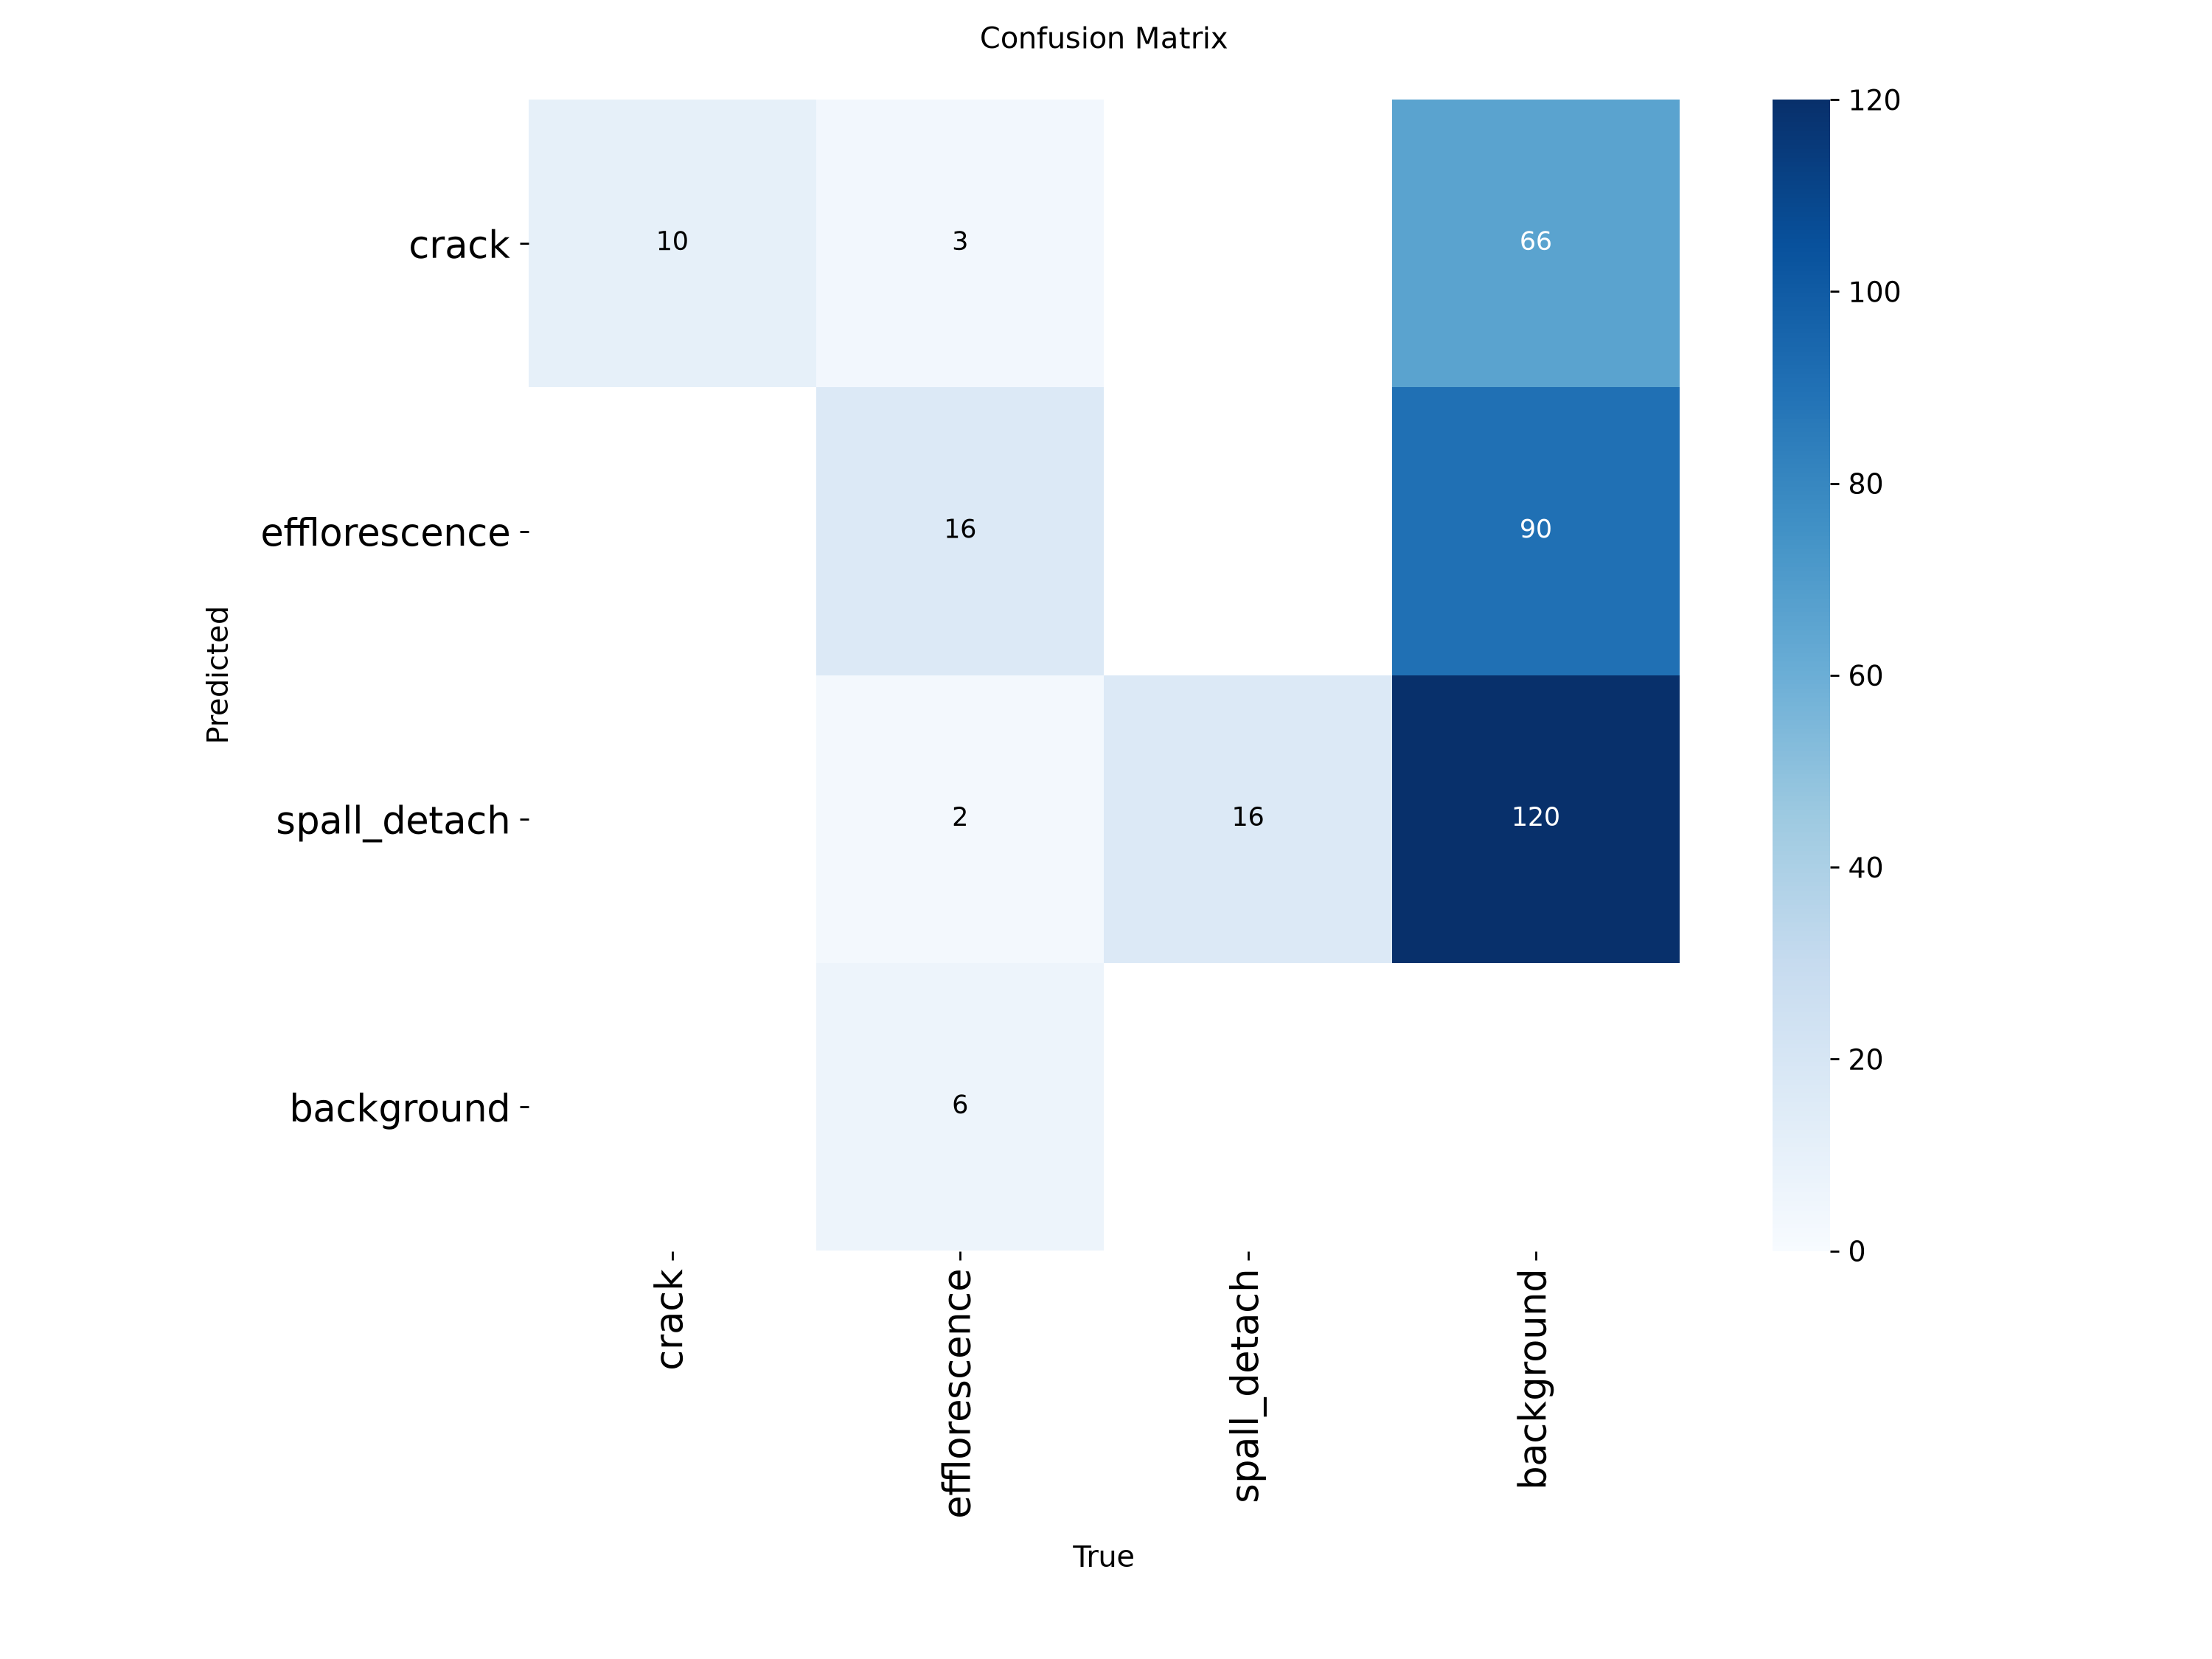 Confusion Matrix
120
crack
10
3
66
100
80
efflorescence
16
90
60
Predicted
spall_detach
2
16
120
40
20
background
6
0
crack
efflorescence
spall_detach
background
True